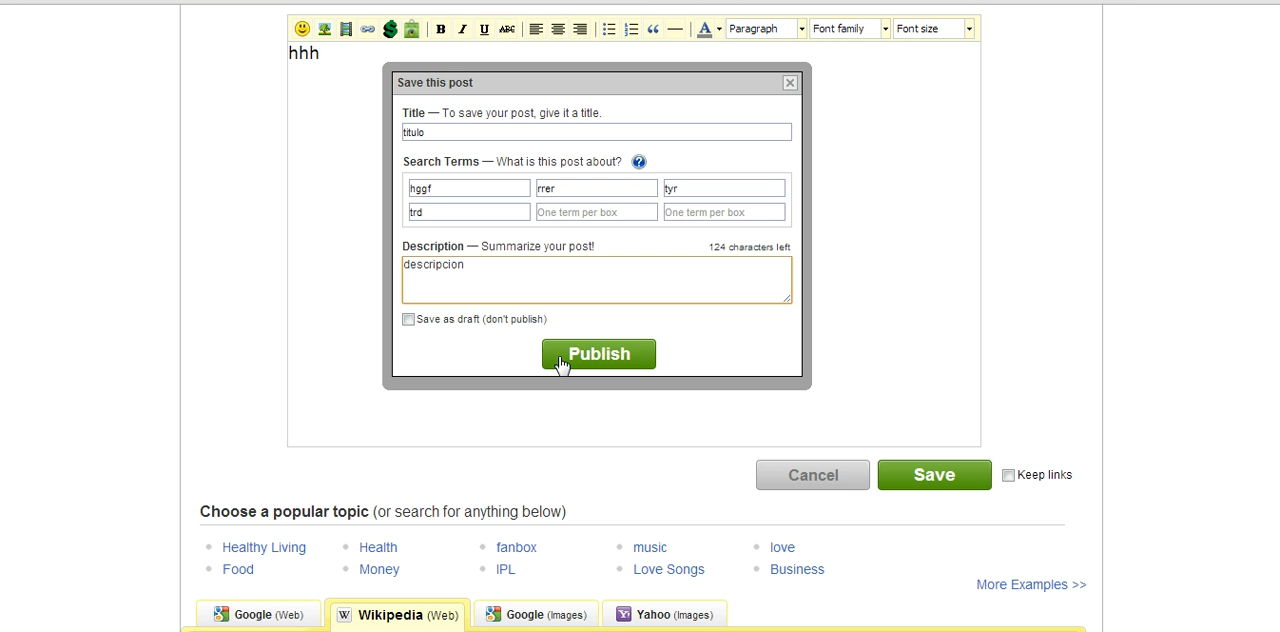 B I U ABC A Paragraph Font family Font size
hhh
Save this post
Title — To save your post, give it a title.
titulo
Search Terms — What is this post about? ?
hggf rrer tyr
trd One term per box One term per box
Description — Summarize your post! 124 characters left
descripcion
Save as draft (don't publish)
Publish
Cancel Save Keep links
Choose a popular topic (or search for anything below)
Healthy Living Health fanbox music love
Food Money IPL Love Songs Business
More Examples >>
Google (Web) W Wikipedia (Web) Google (Images) Yahoo (Images)